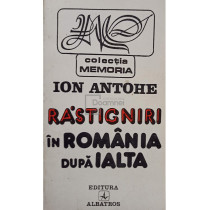 colecția
MEMORIA
ION ANTOHE
RĂSTIGNIRI
ÎN ROMÂNIA
DUPĂ IALTA
EDITURA
ALBATROS